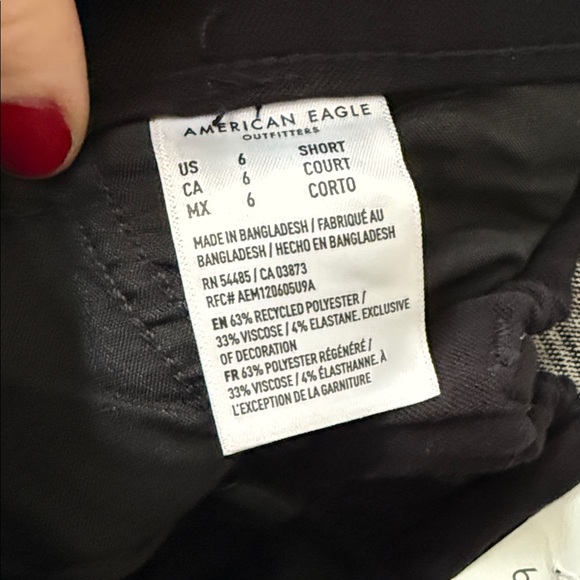 AMERICAN EAGLE
OUTFITTERS
US 6 SHORT
CA 6 COURT
MX 6 CORTO
MADE IN BANGLADESH / FABRIQUÉ AU
BANGLADESH / HECHO EN BANGLADESH
RN 54485 / CA 03873
RFC# AEM120605U9A
EN 63% RECYCLED POLYESTER /
33% VISCOSE / 4% ELASTANE. EXCLUSIVE
OF DECORATION
FR 63% POLYESTER RÉGÉNÉRÉ /
33% VISCOSE / 4% ÉLASTHANNE. À
L'EXCEPTION DE LA GARNITURE